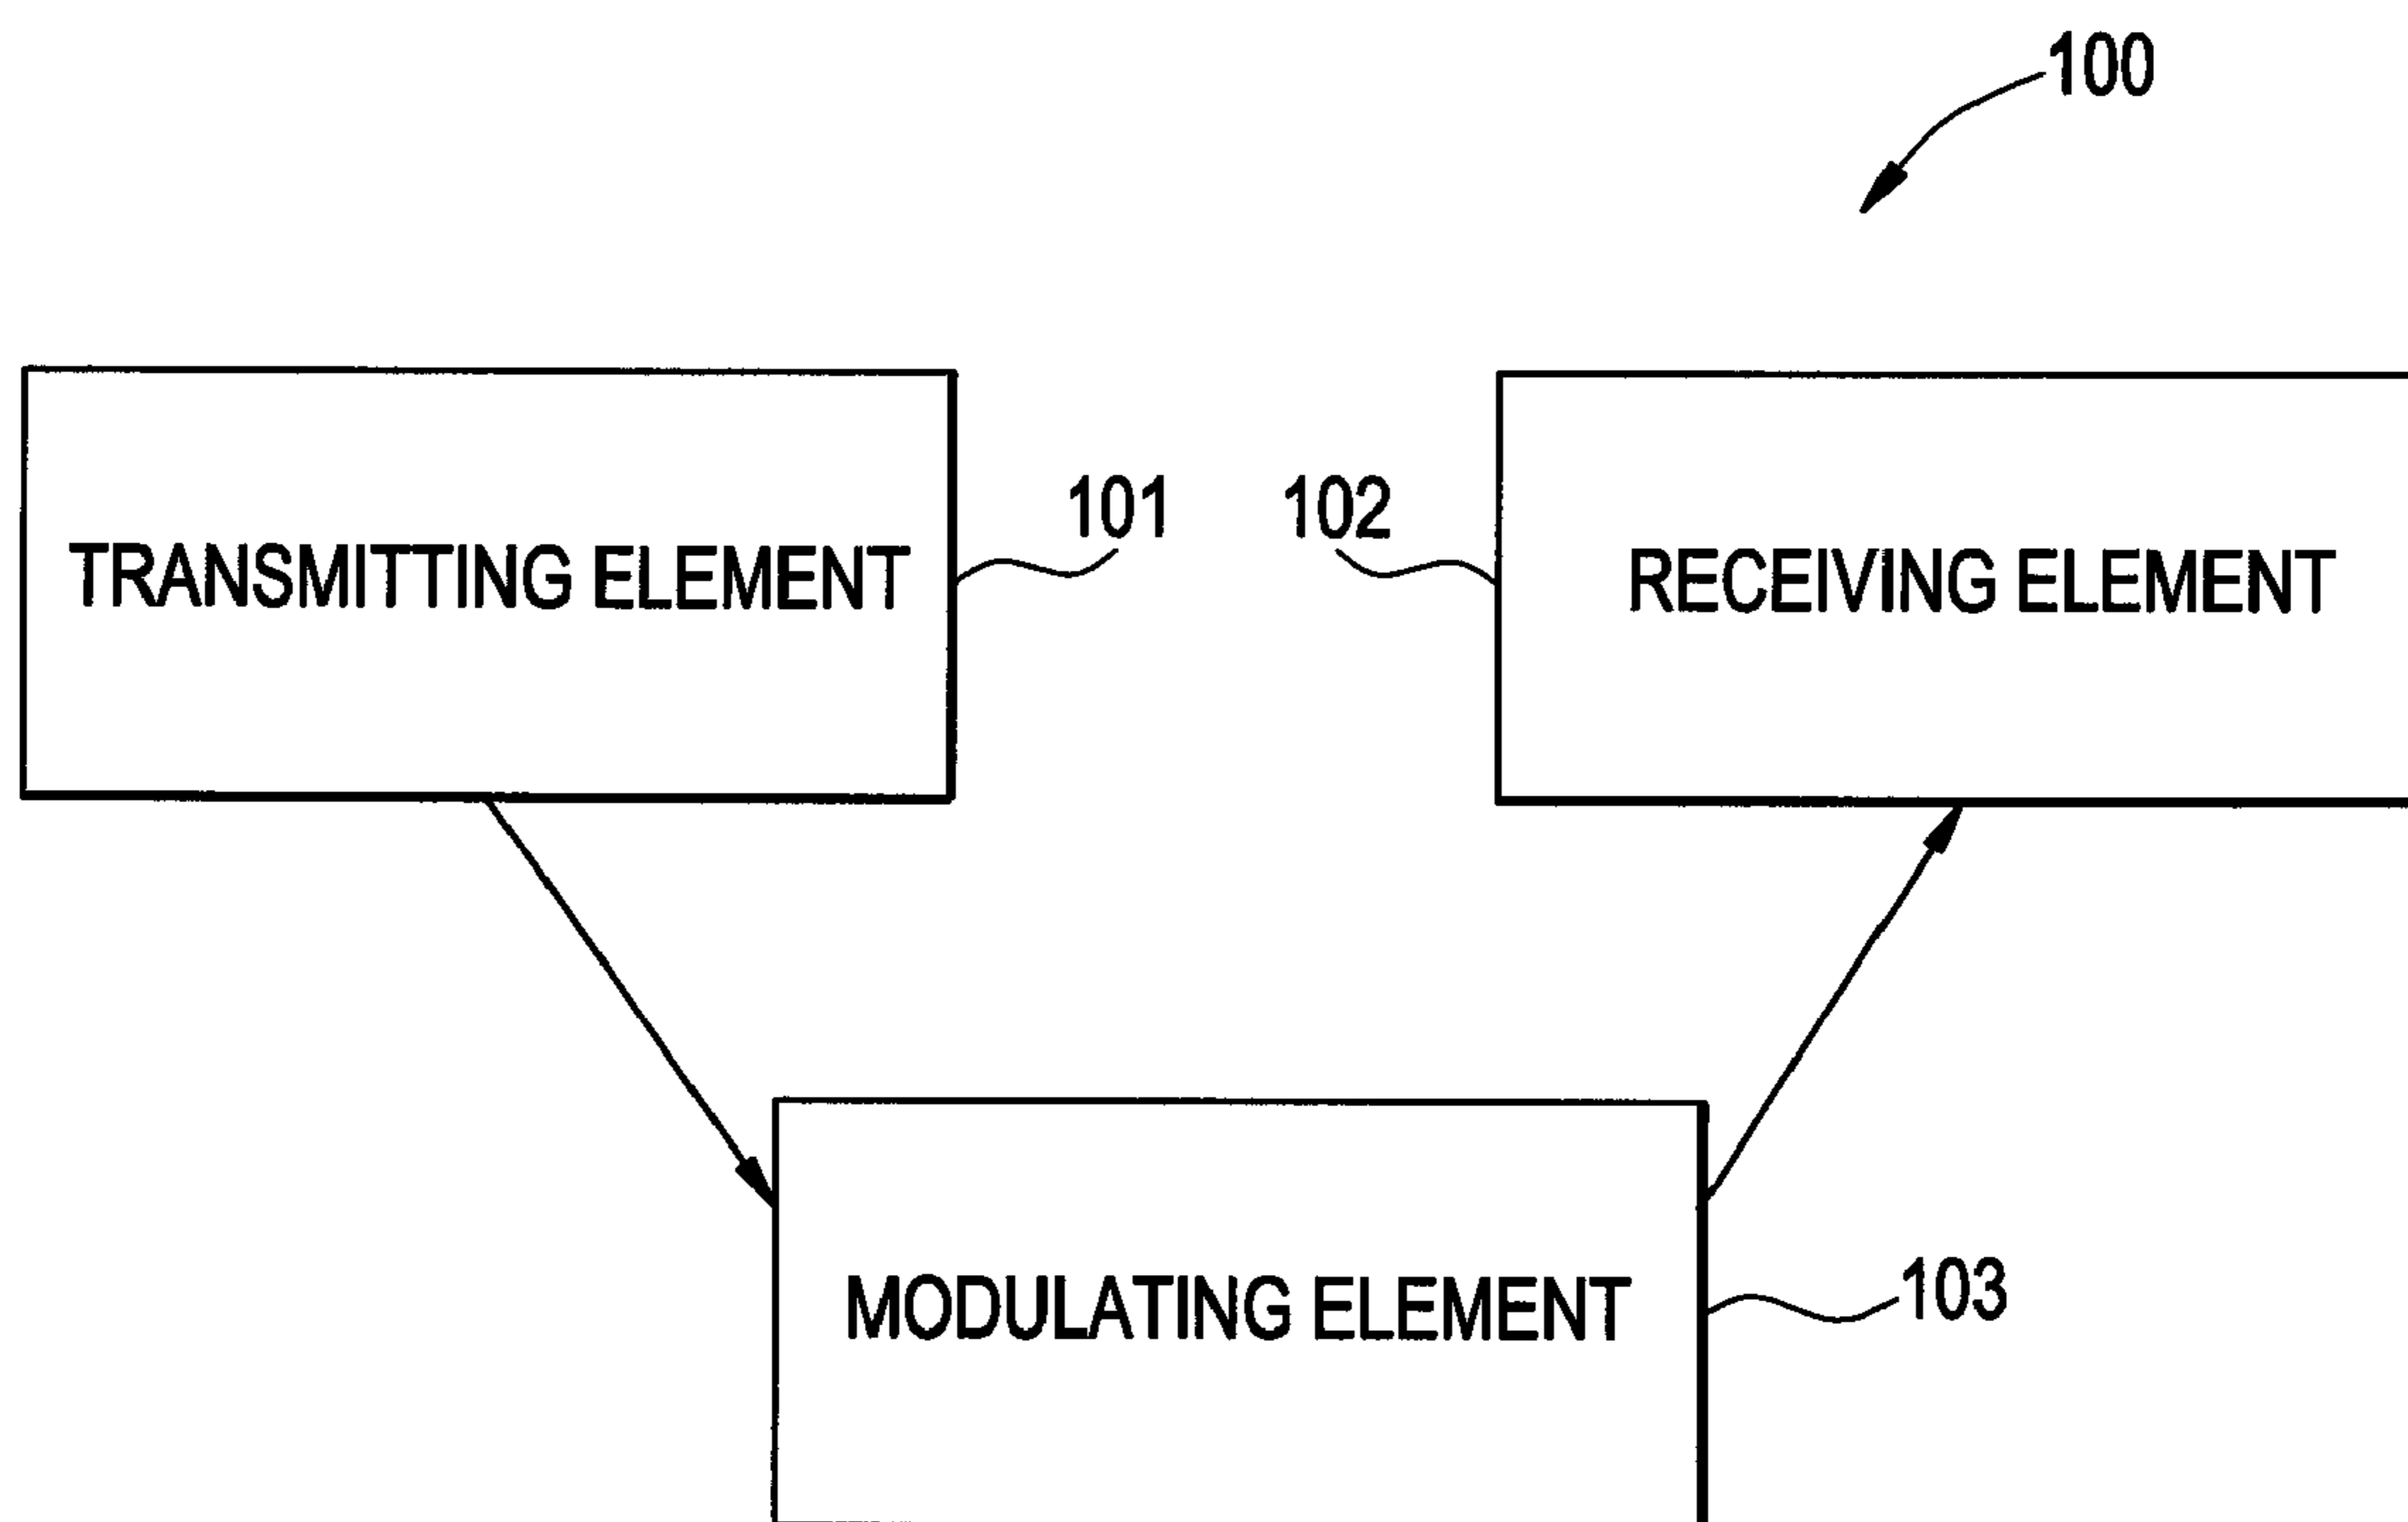 100
101
102
TRANSMITTING ELEMENT
RECEIVING ELEMENT
MODULATING ELEMENT
103